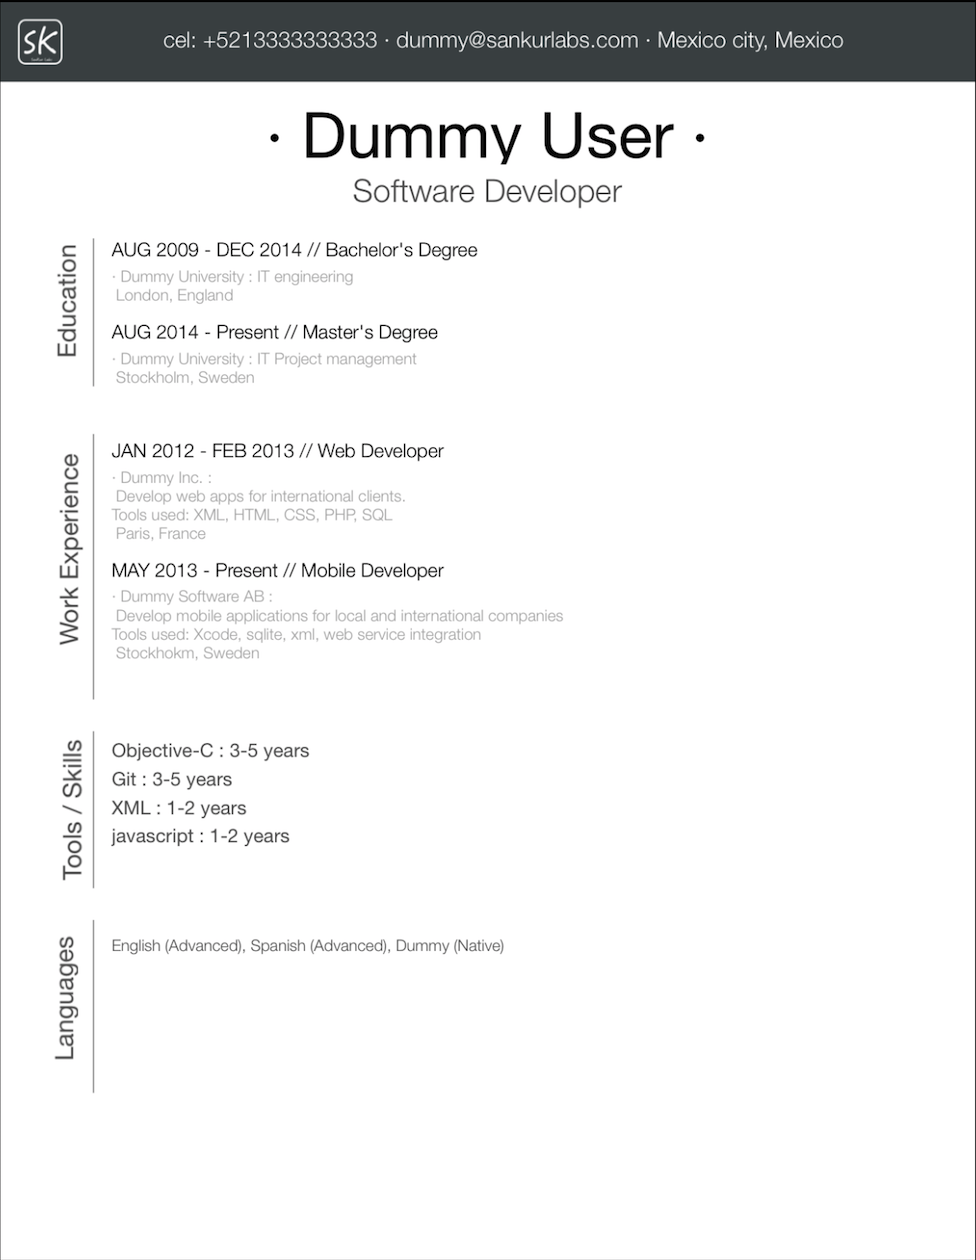 SK
cel: +5213333333333 · dummy@sankurlabs.com · Mexico city, Mexico
· Dummy User ·
Software Developer
Education
AUG 2009 - DEC 2014 // Bachelor's Degree
· Dummy University : IT engineering
London, England
AUG 2014 - Present // Master's Degree
· Dummy University : IT Project management
Stockholm, Sweden
Work Experience
JAN 2012 - FEB 2013 // Web Developer
· Dummy Inc. :
Develop web apps for international clients.
Tools used: XML, HTML, CSS, PHP, SQL
Paris, France
MAY 2013 - Present // Mobile Developer
· Dummy Software AB :
Develop mobile applications for local and international companies
Tools used: Xcode, sqlite, xml, web service integration
Stockhokm, Sweden
Tools / Skills
Objective-C : 3-5 years
Git : 3-5 years
XML : 1-2 years
javascript : 1-2 years
Languages
English (Advanced), Spanish (Advanced), Dummy (Native)